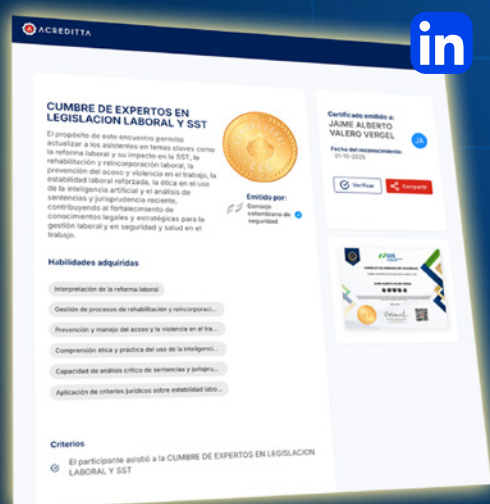 ACREDITTA
in
CUMBRE DE EXPERTOS EN
LEGISLACION LABORAL Y SST
El propósito de este encuentro permitió
actualizar a los asistentes en temas claves como
la reforma laboral y su impacto en la SST, la
rehabilitación y reincorporación laboral, la
prevención del acoso y violencia en el trabajo, la
estabilidad laboral reforzada, la ética en el uso
de la inteligencia artificial y el análisis de
sentencias y jurisprudencia reciente,
contribuyendo al fortalecimiento de
conocimientos legales y estratégicas para la
gestión laboral y en seguridad y salud en el
trabajo.
Emitido por:
Consejo
colombiano de
seguridad
Habilidades adquiridas
Interpretación de la reforma laboral
Gestión de procesos de rehabilitación y reincorporaci...
Prevención y manejo del acoso y la violencia en el tra...
Comprensión ética y práctica del uso de la inteligenci...
Capacidad de análisis crítico de sentencias y jurispru...
Aplicación de criterios jurídicos sobre estabilidad labo...
Criterios
El participante asistió a la CUMBRE DE EXPERTOS EN LEGISLACION
LABORAL Y SST
Certificado emitido a:
JAIME ALBERTO
VALERO VERGEL
JA
Fecha del reconocimiento:
01-10-2025
Verificar
Compartir
CONSEJO COLOMBIANO DE SEGURIDAD